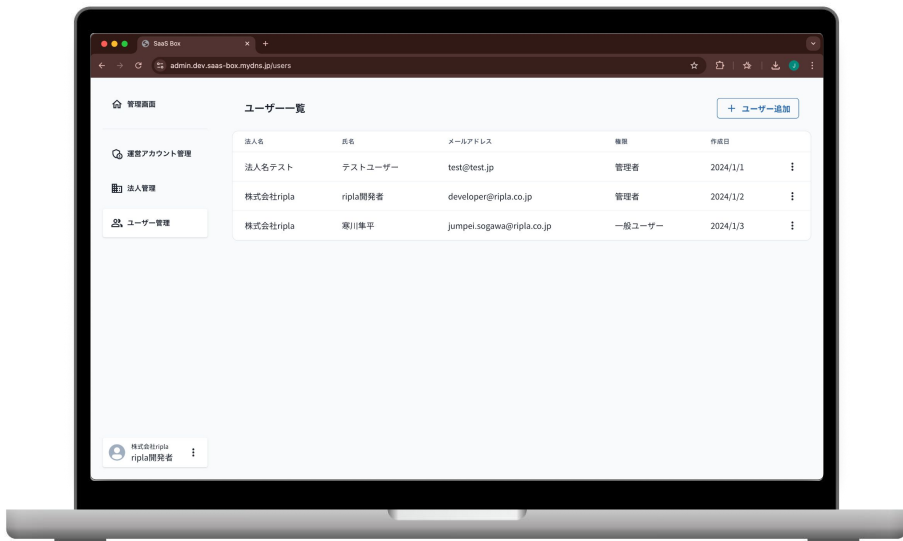 SaaS Box
admin.dev.saas-box.mydns.jp/users
J
管理画面
運営アカウント管理
法人管理
ユーザー管理
ユーザー一覧
+ ユーザー追加
法人名 氏名 メールアドレス 権限 作成日
法人名テスト テストユーザー test@test.jp 管理者 2024/1/1
株式会社ripla ripla開発者 developer@ripla.co.jp 管理者 2024/1/2
株式会社ripla 寒川隼平 jumpei.sogawa@ripla.co.jp 一般ユーザー 2024/1/3
株式会社ripla
ripla開発者